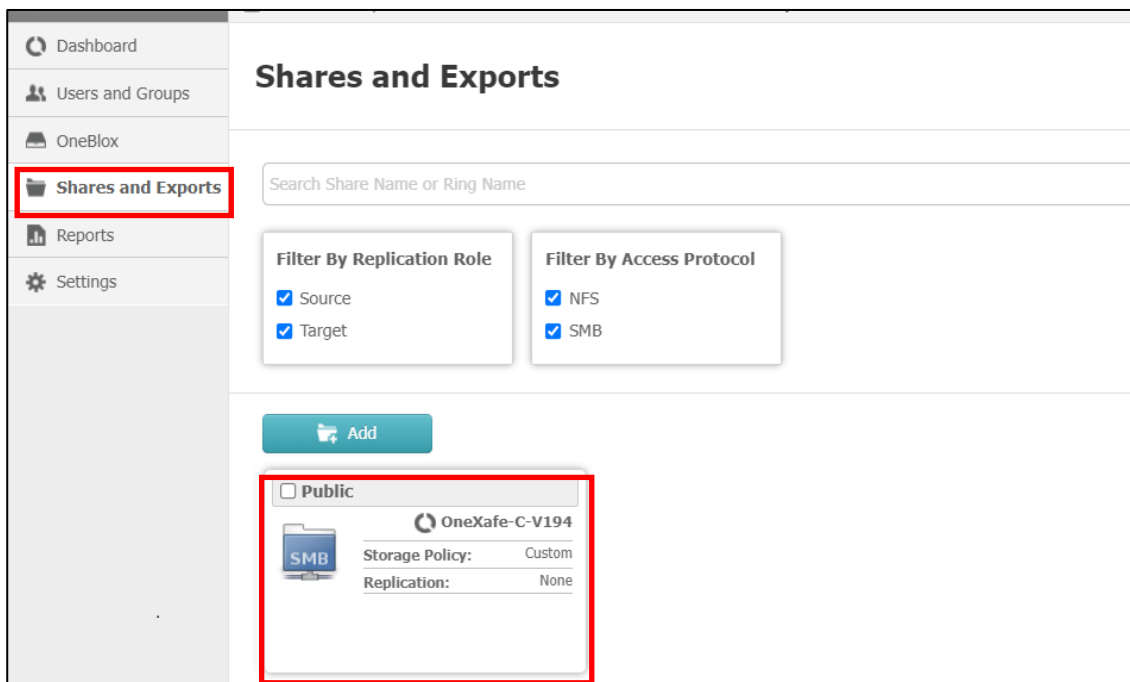 Dashboard
Users and Groups
OneBlox
Shares and Exports
Reports
Settings
Shares and Exports
Search Share Name or Ring Name
Filter By Replication Role
Source
Target
Filter By Access Protocol
NFS
SMB
Add
Public
OneXafe-C-V194
SMB
Storage Policy: Custom
Replication: None